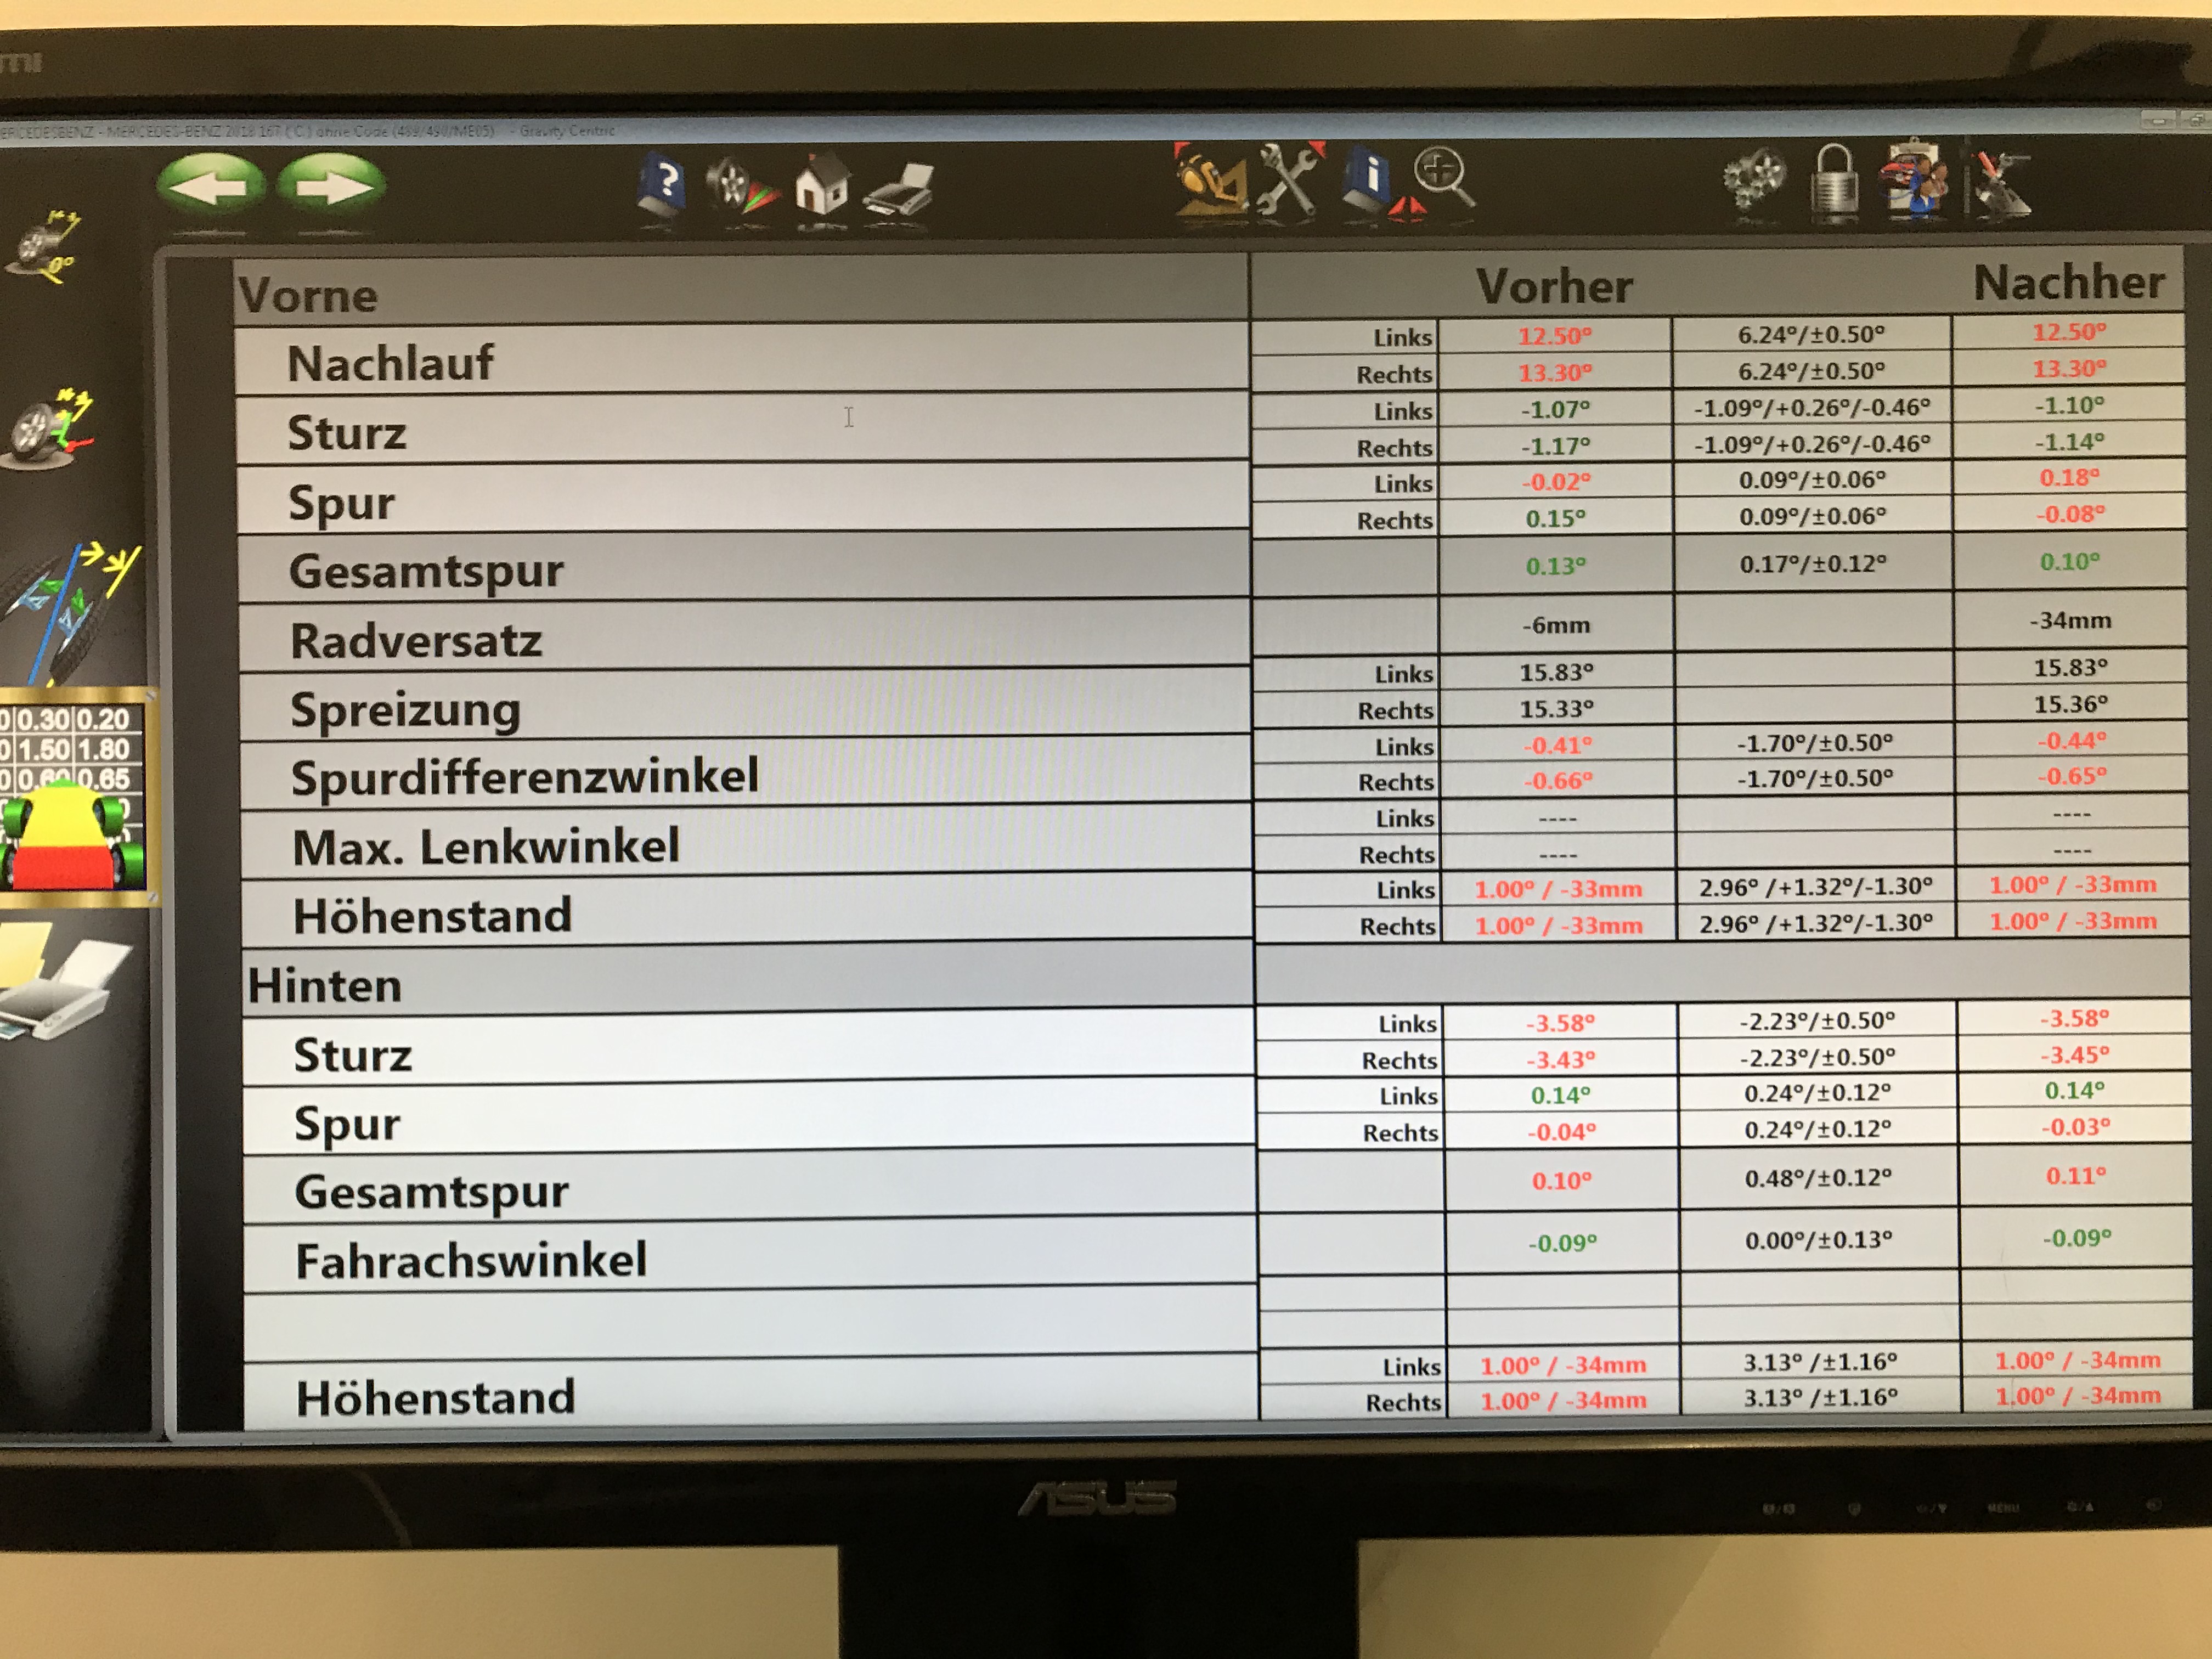 MERCEDESBENZ - MERCEDES-BENZ 2018 167 ('C.) ohne Code (489/490/ME05) - Gravity Centric
Vorne Vorher Nachher
Nachlauf Links 12.50° 6.24°/±0.50° 12.50°
Rechts 13.30° 6.24°/±0.50° 13.30°
Sturz Links -1.07° -1.09°/+0.26°/-0.46° -1.10°
Rechts -1.17° -1.09°/+0.26°/-0.46° -1.14°
Spur Links -0.02° 0.09°/±0.06° 0.18°
Rechts 0.15° 0.09°/±0.06° -0.08°
Gesamtspur 0.13° 0.17°/±0.12° 0.10°
Radversatz -6mm -34mm
Spreizung Links 15.83° 15.83°
Rechts 15.33° 15.36°
Spurdifferenzwinkel Links -0.41° -1.70°/±0.50° -0.44°
Rechts -0.66° -1.70°/±0.50° -0.65°
Max. Lenkwinkel Links ---- ----
Rechts ---- ----
Höhenstand Links 1.00° / -33mm 2.96° /+1.32°/-1.30° 1.00° / -33mm
Rechts 1.00° / -33mm 2.96° /+1.32°/-1.30° 1.00° / -33mm
Hinten
Sturz Links -3.58° -2.23°/±0.50° -3.58°
Rechts -3.43° -2.23°/±0.50° -3.45°
Spur Links 0.14° 0.24°/±0.12° 0.14°
Rechts -0.04° 0.24°/±0.12° -0.03°
Gesamtspur 0.10° 0.48°/±0.12° 0.11°
Fahrachswinkel -0.09° 0.00°/±0.13° -0.09°
Höhenstand Links 1.00° / -34mm 3.13° /±1.16° 1.00° / -34mm
Rechts 1.00° / -34mm 3.13° /±1.16° 1.00° / -34mm
0 0.30 0.20
0 1.50 1.80
0 0.60 0.65
ASUS
MENU